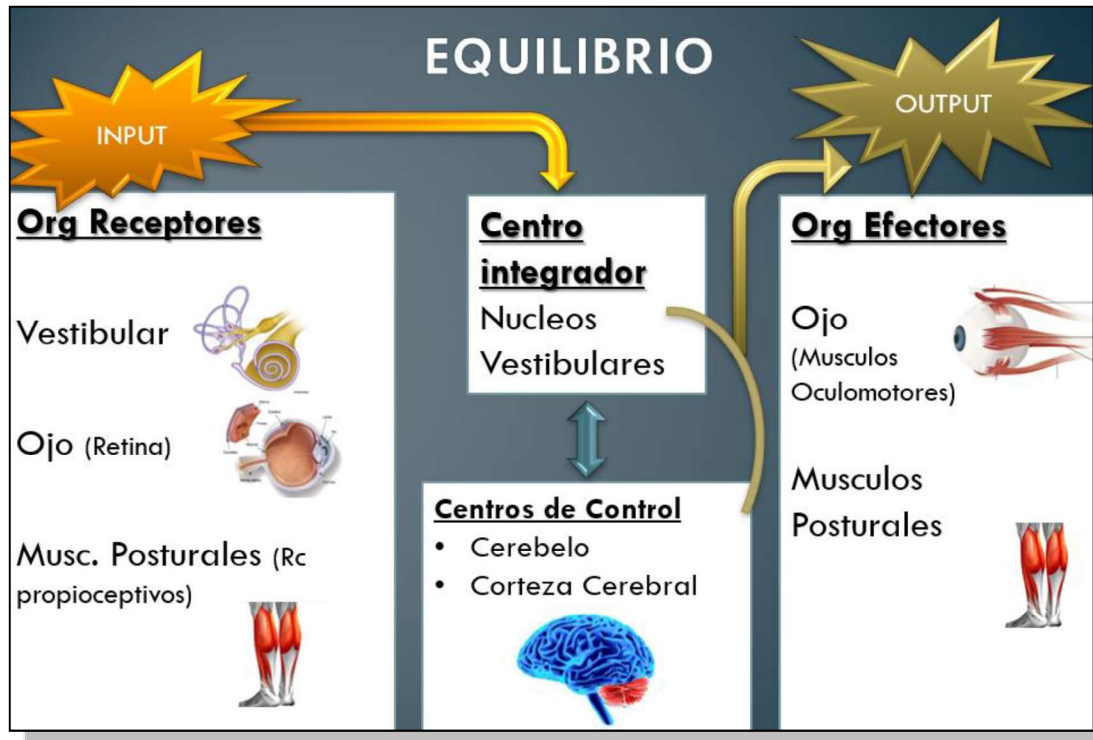 EQUILIBRIO
INPUT
OUTPUT
Org Receptores
Vestibular
Ojo (Retina)
Musc. Posturales (Rc
propioceptivos)
Centro
integrador
Nucleos
Vestibulares
Centros de Control
• Cerebelo
• Corteza Cerebral
Org Efectores
Ojo
(Musculos
Oculomotores)
Musculos
Posturales